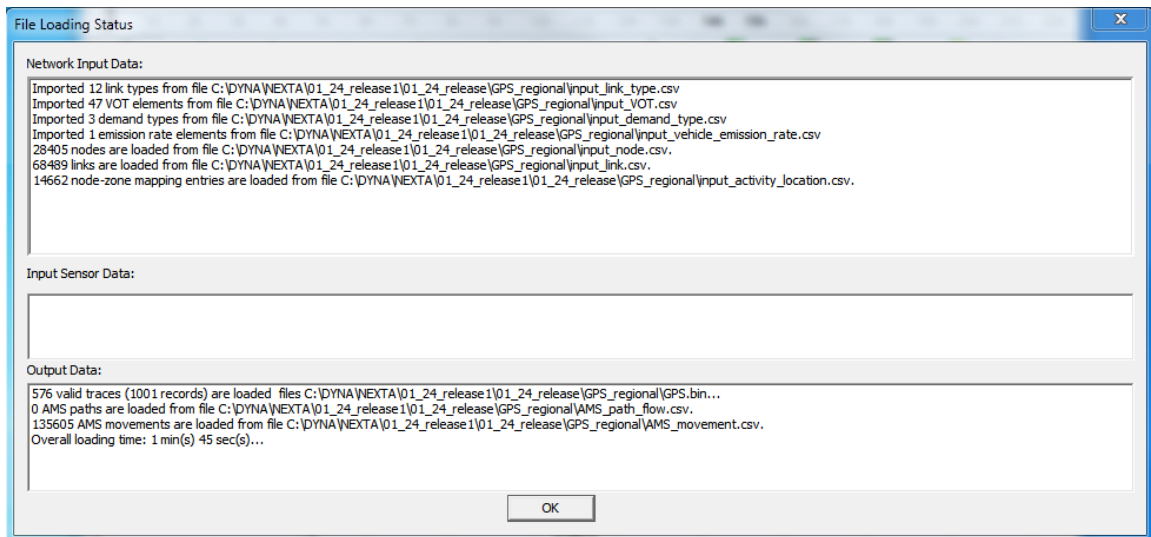 File Loading Status
X
Network Input Data:
Imported 12 link types from file C:\DYNA\NEXTA\01_24_release1\01_24_release\GPS_regional\input_link_type.csv
Imported 47 VOT elements from file C:\DYNA\NEXTA\01_24_release1\01_24_release\GPS_regional\input_VOT.csv
Imported 3 demand types from file C:\DYNA\NEXTA\01_24_release1\01_24_release\GPS_regional\input_demand_type.csv
Imported 1 emission rate elements from file C:\DYNA\NEXTA\01_24_release1\01_24_release\GPS_regional\input_vehicle_emission_rate.csv
28405 nodes are loaded from file C:\DYNA\NEXTA\01_24_release1\01_24_release\GPS_regional\input_node.csv.
68489 links are loaded from file C:\DYNA\NEXTA\01_24_release1\01_24_release\GPS_regional\input_link.csv.
14662 node-zone mapping entries are loaded from file C:\DYNA\NEXTA\01_24_release1\01_24_release\GPS_regional\input_activity_location.csv.
Input Sensor Data:
Output Data:
576 valid traces (1001 records) are loaded  files C:\DYNA\NEXTA\01_24_release1\01_24_release\GPS_regional\GPS.bin...
0 AMS paths are loaded from file C:\DYNA\NEXTA\01_24_release1\01_24_release\GPS_regional\AMS_path_flow.csv.
135605 AMS movements are loaded from file C:\DYNA\NEXTA\01_24_release1\01_24_release\GPS_regional\AMS_movement.csv.
Overall loading time: 1 min(s) 45 sec(s)...
OK